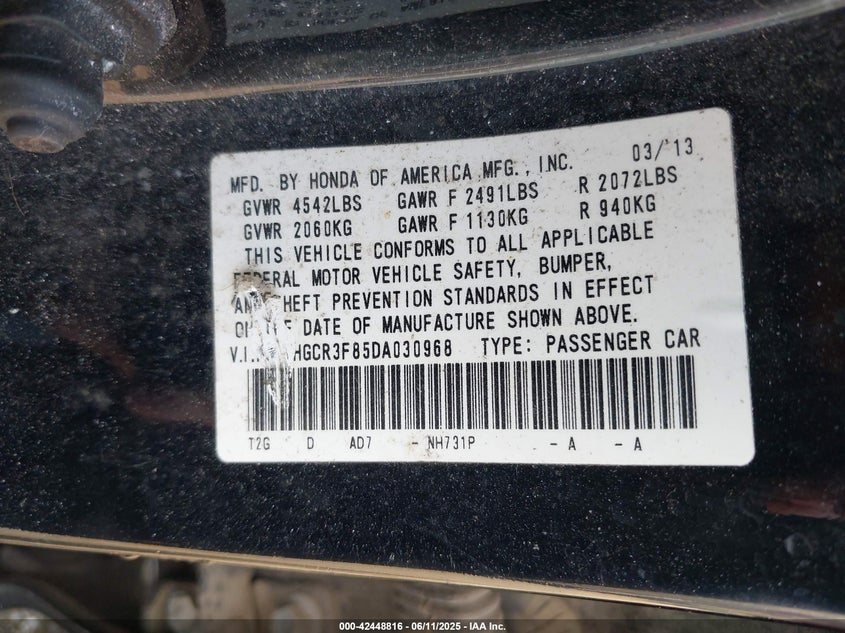 MFD. BY HONDA OF AMERICA MFG., INC. 03/'13
GVWR 4542LBS GAWR F 2491LBS R 2072LBS
GVWR 2060KG GAWR F 1130KG R 940KG
THIS VEHICLE CONFORMS TO ALL APPLICABLE
MOTOR VEHICLE SAFETY, BUMPER,
PREVENTION STANDARDS IN EFFECT
DATE OF MANUFACTURE SHOWN ABOVE.
HGCR3F85DA030968 TYPE: PASSENGER CAR
T2G D AD7 - NH731P - A - A
000-42448816 - 06/11/2025 - IAA Inc.